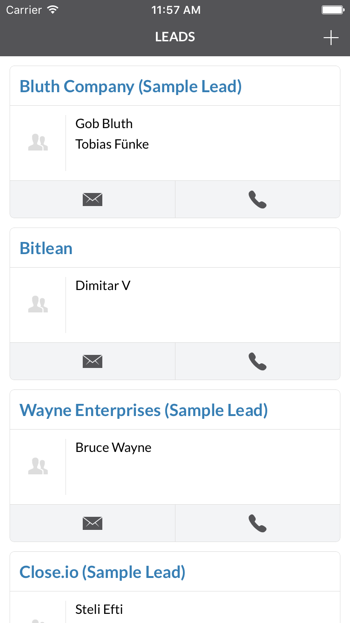 Carrier 11:57 AM
LEADS
Bluth Company (Sample Lead)
Gob Bluth
Tobias Fünke
Bitlean
Dimitar V
Wayne Enterprises (Sample Lead)
Bruce Wayne
Close.io (Sample Lead)
Steli Efti